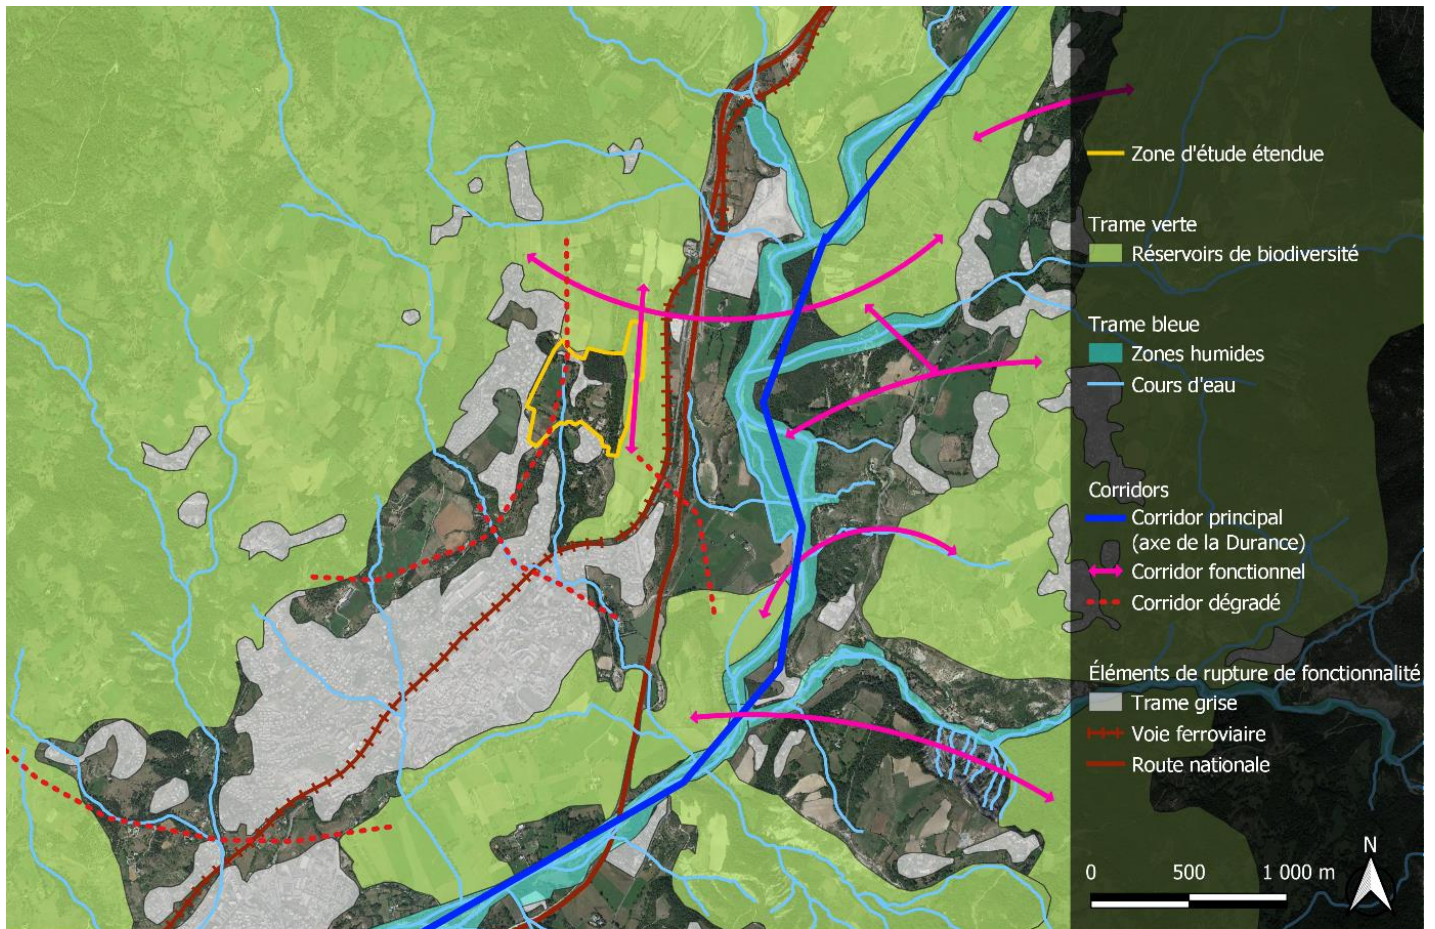 Zone d'étude étendue
Trame verte
Réservoirs de biodiversité
Trame bleue
Zones humides
Cours d'eau
Corridors
Corridor principal
(axe de la Durance)
Corridor fonctionnel
Corridor dégradé
Éléments de rupture de fonctionnalité
Trame grise
Voie ferroviaire
Route nationale
N
0 500 1 000 m